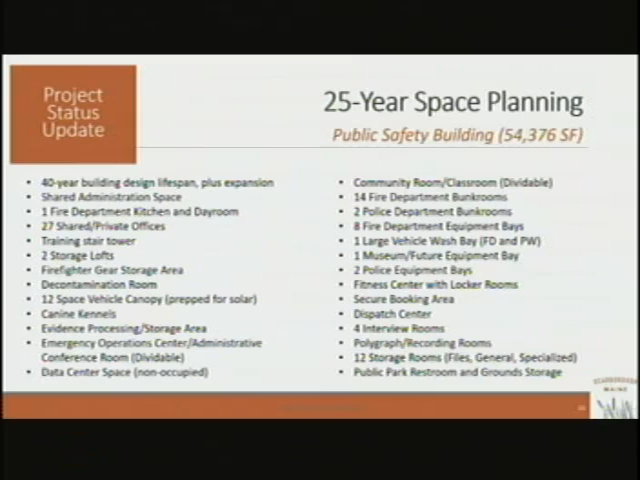 Project
Status
Update
25-Year Space Planning
Public Safety Building (54,376 SF)
• 40-year building design lifespan, plus expansion
• Shared Administration Space
• 1 Fire Department Kitchen and Dayroom
• 27 Shared/Private Offices
• Training stair tower
• 2 Storage Lofts
• Firefighter Gear Storage Area
• Decontamination Room
• 12 Space Vehicle Canopy (prepped for solar)
• Canine Kennels
• Evidence Processing/Storage Area
• Emergency Operations Center/Administrative
Conference Room (Dividable)
• Data Center Space (non-occupied)
• Community Room/Classroom (Dividable)
• 14 Fire Department Bunkrooms
• 2 Police Department Bunkrooms
• 8 Fire Department Equipment Bays
• 1 Large Vehicle Wash Bay (FD and PW)
• 1 Museum/Future Equipment Bay
• 2 Police Equipment Bays
• Fitness Center with Locker Rooms
• Secure Booking Area
• Dispatch Center
• 4 Interview Rooms
• Polygraph/Recording Rooms
• 12 Storage Rooms (Files, General, Specialized)
• Public Park Restroom and Grounds Storage
MAINE